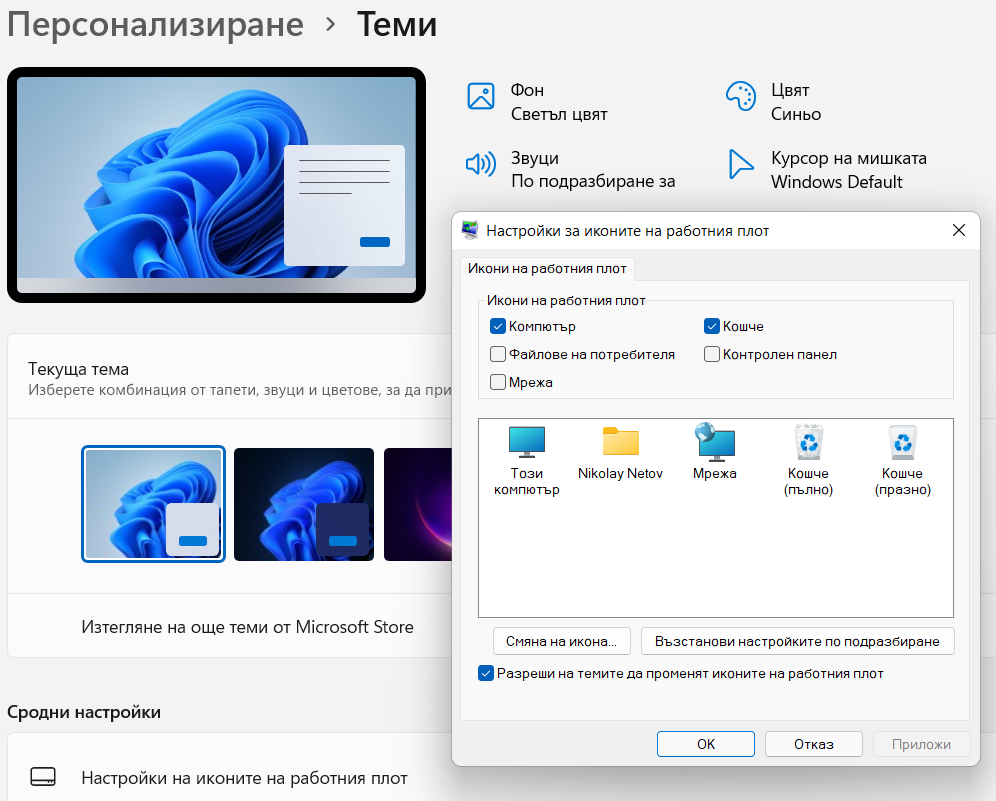 Персонализиране > Теми
Фон
Светъл цвят
Цвят
Синьо
Звуци
По подразбиране за
Курсор на мишката
Windows Default
Текуща тема
Изберете комбинация от тапети, звуци и цветове, за да при
Изтегляне на още теми от Microsoft Store
Сродни настройки
Настройки на иконите на работния плот
Настройки за иконите на работния плот
Икони на работния плот
Икони на работния плот
Компютър
Кошче
Файлове на потребителя
Контролен панел
Мрежа
Този
компютър
Nikolay Netov
Мрежа
Кошче
(пълно)
Кошче
(празно)
Смяна на икона...
Възстанови настройките по подразбиране
Разреши на темите да променят иконите на работния плот
OK
Отказ
Приложи